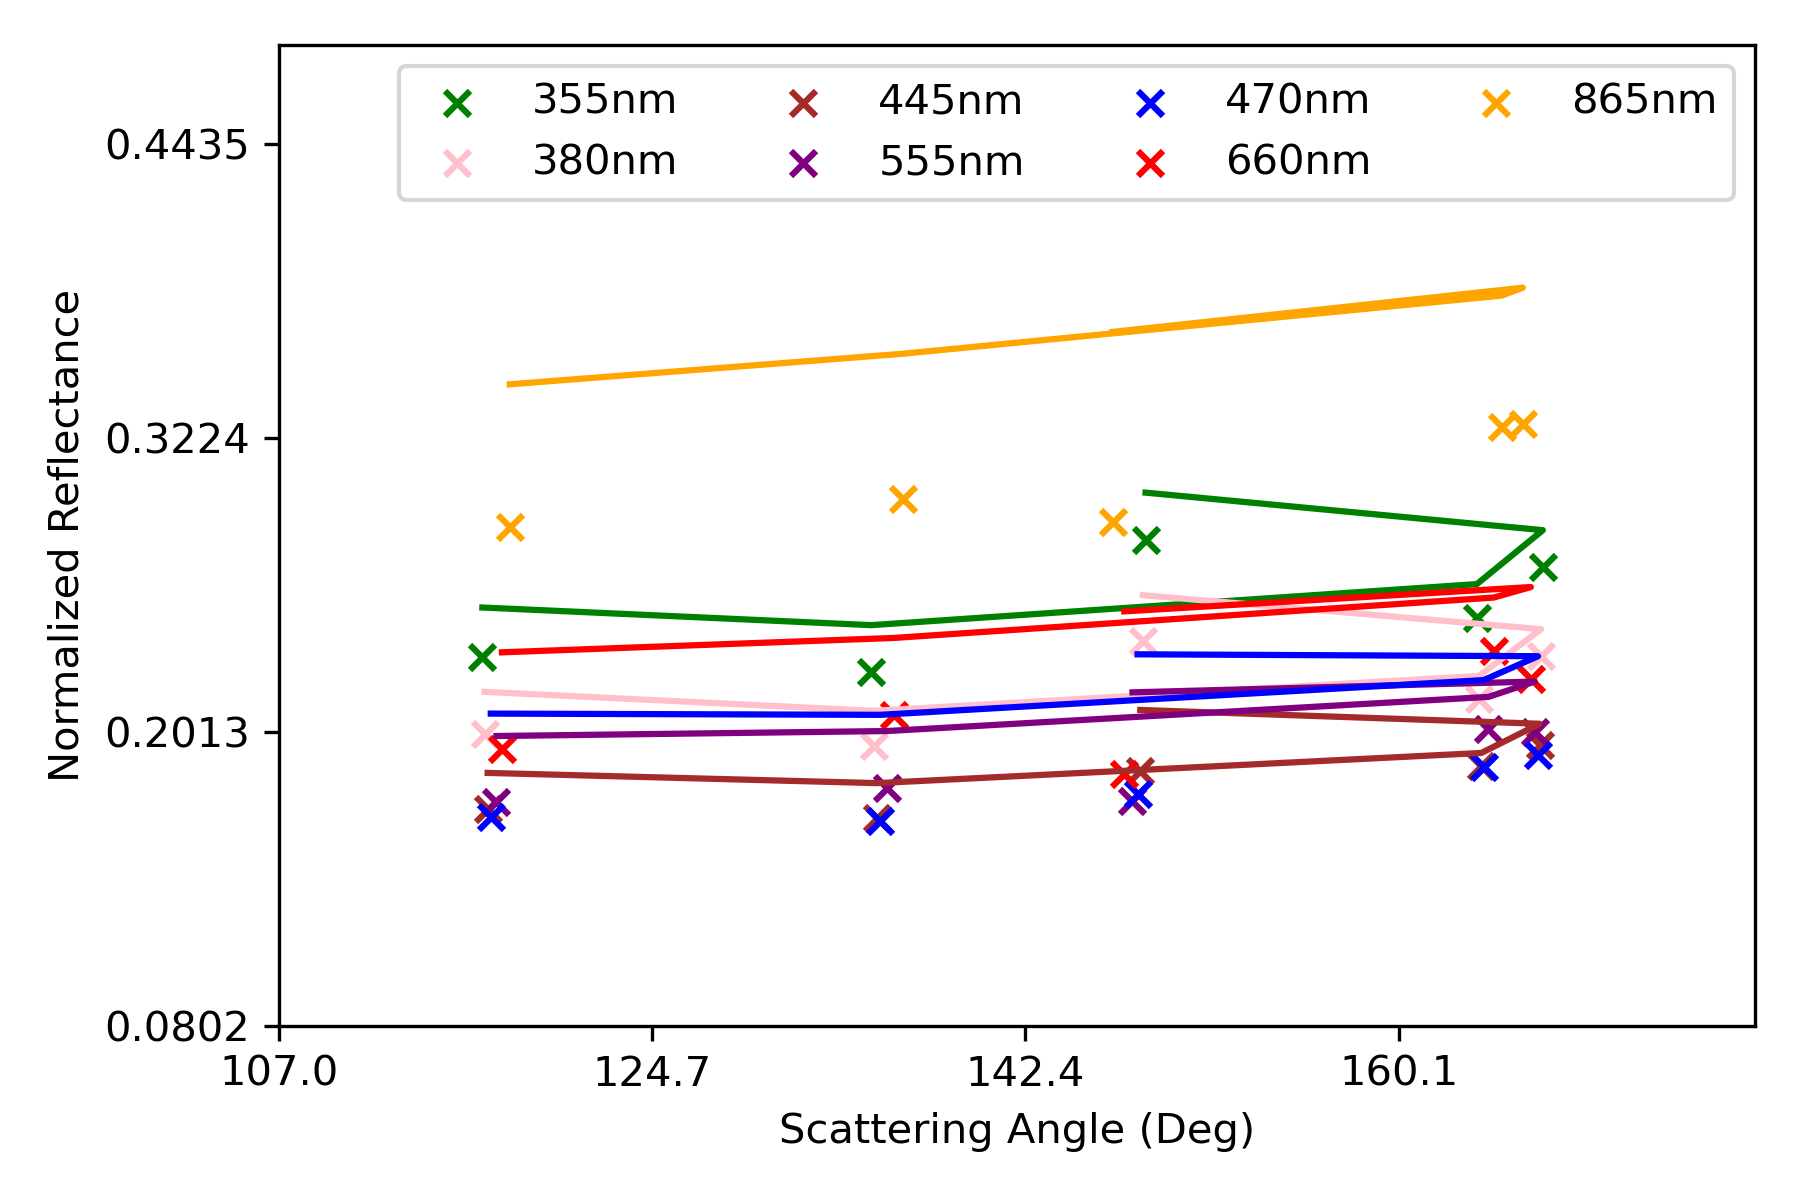 355nm 445nm 470nm 865nm
380nm 555nm 660nm
0.4435
0.3224
0.2013
0.0802
Normalized Reflectance
107.0 124.7 142.4 160.1
Scattering Angle (Deg)